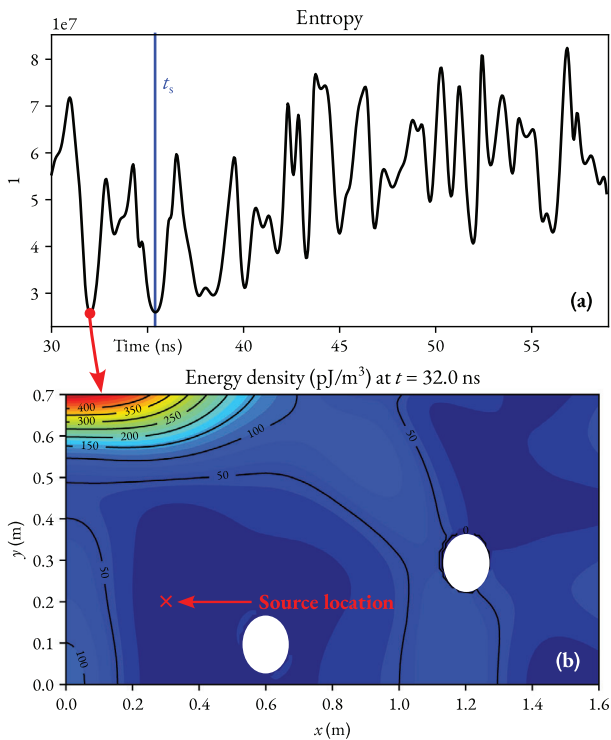 Entropy
1e7
8
7
6
5
4
3
1
t_s
(a)
30 Time (ns) 40 45 50 55
Energy density (pJ/m³) at t = 32.0 ns
0.7
0.6
0.5
0.4
0.3
0.2
0.1
0.0
y (m)
400
350
300
250
200
150
100
50
50
0
50
100
Source location
(b)
0.0 0.2 0.4 0.6 0.8 1.0 1.2 1.4 1.6
x (m)